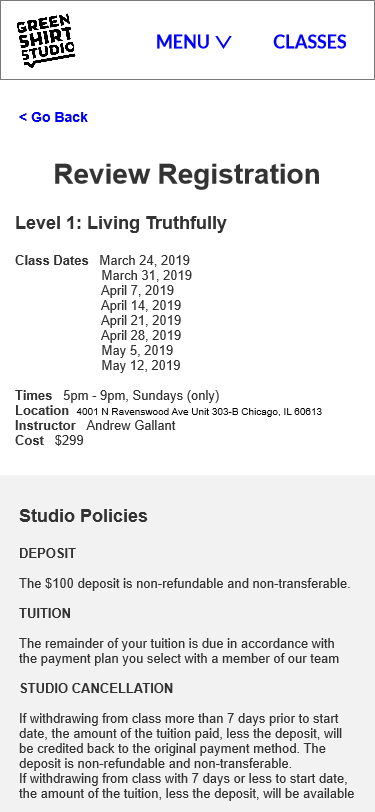 GREEN
SHIRT
STUDIO
MENU CLASSES
< Go Back
Review Registration
Level 1: Living Truthfully
Class Dates March 24, 2019
March 31, 2019
April 7, 2019
April 14, 2019
April 21, 2019
April 28, 2019
May 5, 2019
May 12, 2019
Times 5pm - 9pm, Sundays (only)
Location 4001 N Ravenswood Ave Unit 303-B Chicago, IL 60613
Instructor Andrew Gallant
Cost $299
Studio Policies
DEPOSIT
The $100 deposit is non-refundable and non-transferable.
TUITION
The remainder of your tuition is due in accordance with
the payment plan you select with a member of our team
STUDIO CANCELLATION
If withdrawing from class more than 7 days prior to start
date, the amount of the tuition paid, less the deposit, will
be credited back to the original payment method. The
deposit is non-refundable and non-transferable.
If withdrawing from class with 7 days or less to start date,
the amount of the tuition, less the deposit, will be available